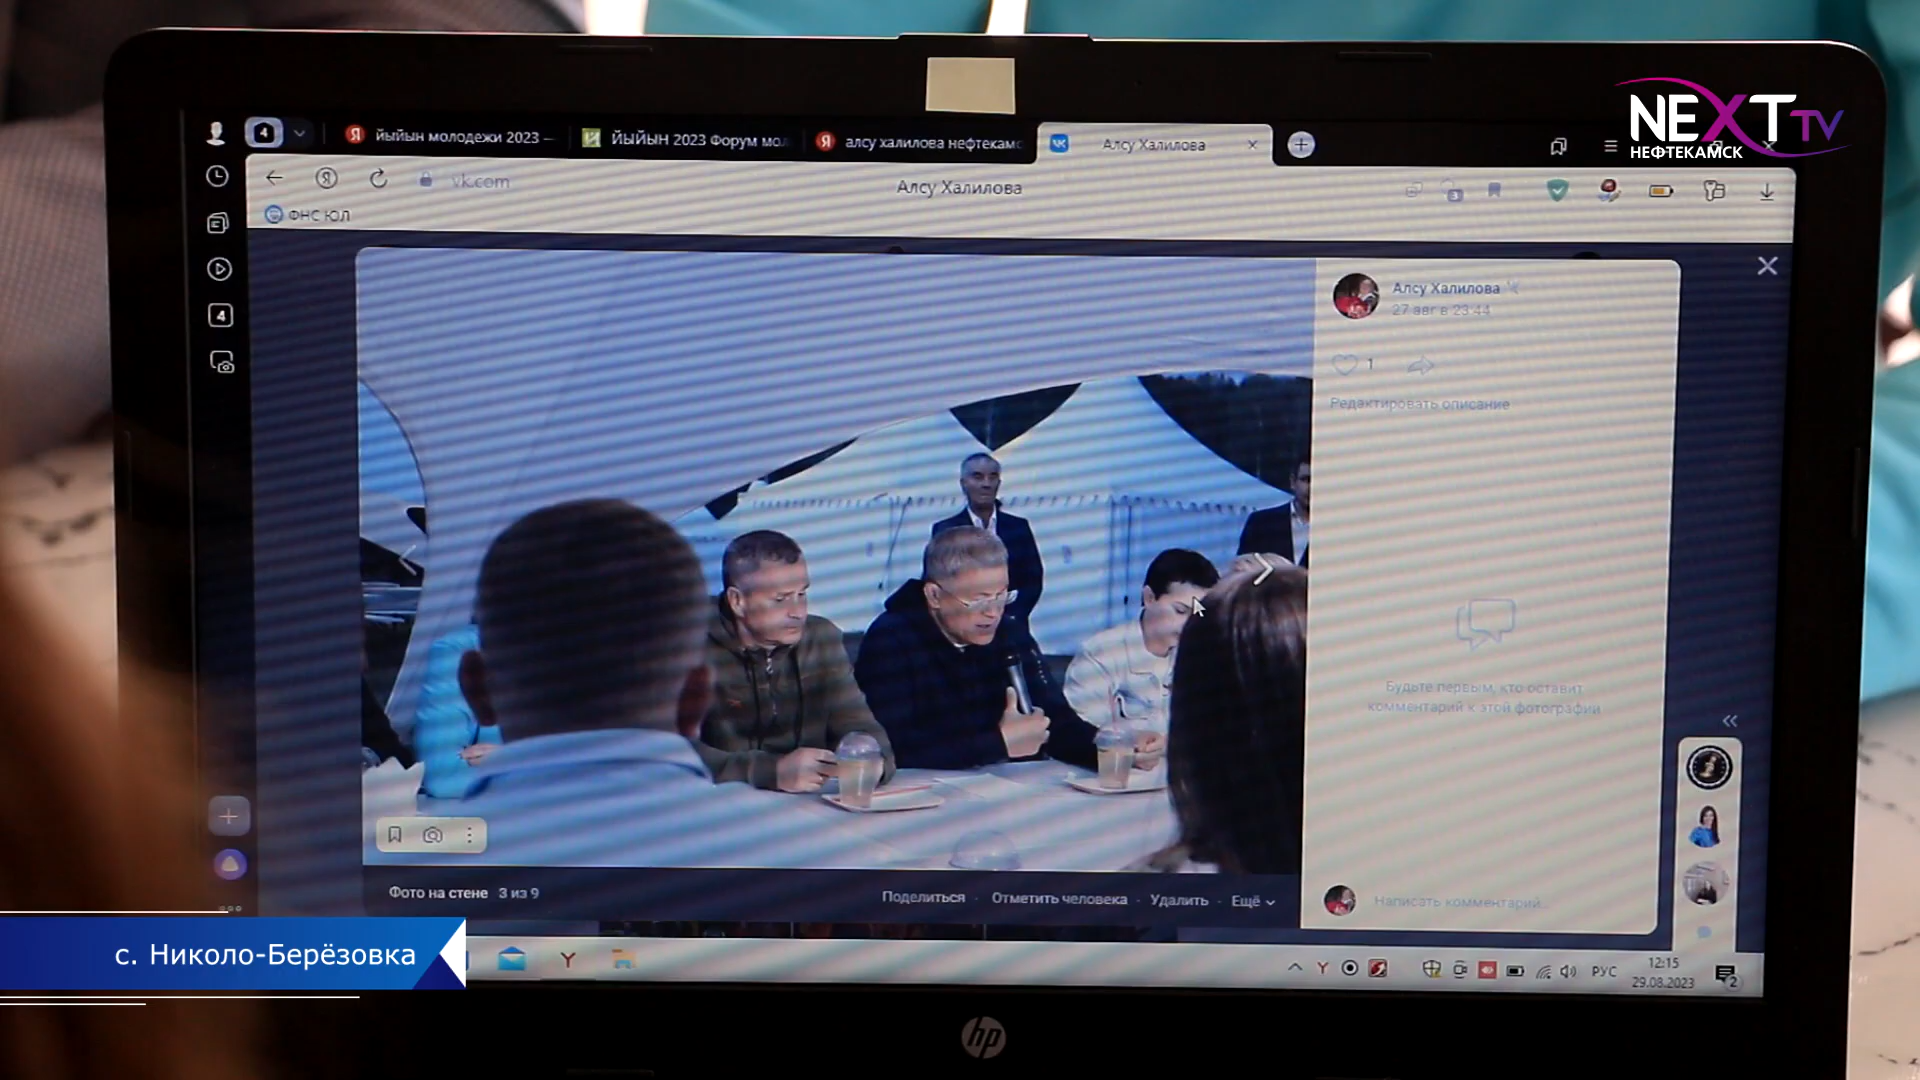 NEXT TV
НЕФТЕКАМСК
4
йыйын молодежи 2023 —
ЙЫЙЫН 2023 Форум мол
алсу халилова нефтекамс
Алсу Халилова
vk.com
Алсу Халилова
ФНС ЮЛ
4
Алсу Халилова
27 авг в 23:44
1
Редактировать описание
Будьте первым, кто оставит
комментарий к этой фотографии
Фото на стене 3 из 9
Поделиться
Отметить человека
Удалить
Ещё
Написать комментарий...
с. Николо-Берёзовка
РУС
12:15
29.08.2023
2
hp